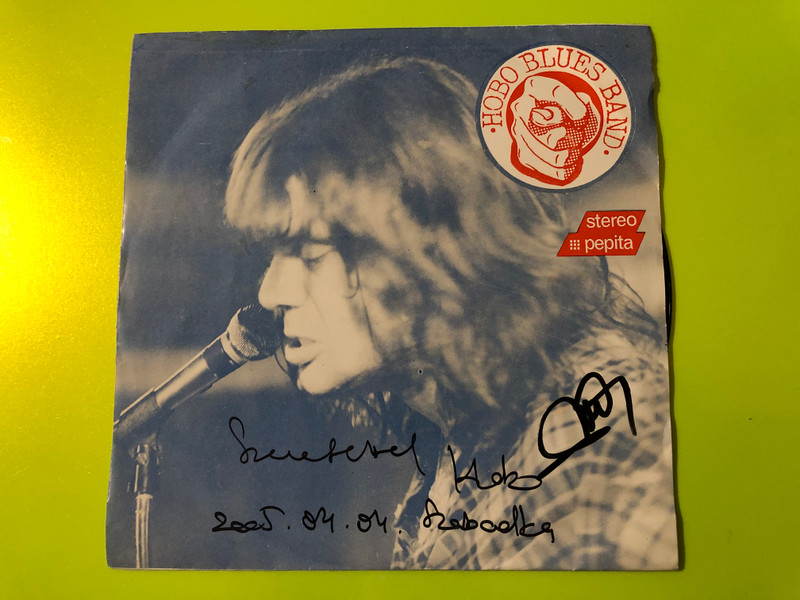 ·HOBO BLUES BAND·
stereo
pepita
Szeretettel Hobo
2005.04.04. Szabadka